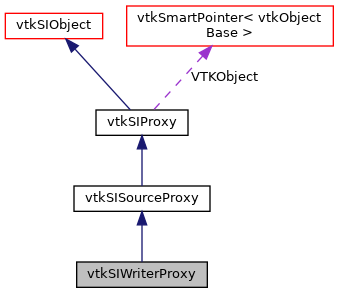 vtkSIObject
vtkSmartPointer< vtkObject
Base >
VTKObject
vtkSIProxy
vtkSISourceProxy
vtkSIWriterProxy